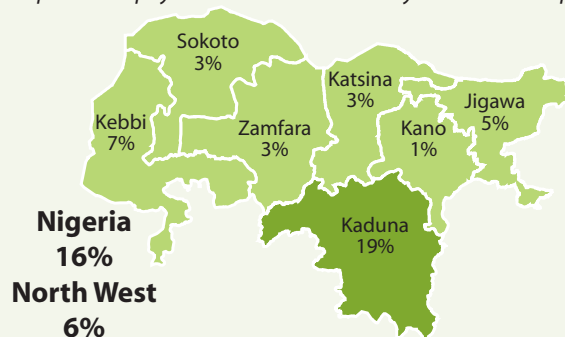 Sokoto
3%
Katsina
3%
Jigawa
5%
Kebbi
7%
Zamfara
3%
Kano
1%
Nigeria
16%
Kaduna
19%
North West
6%